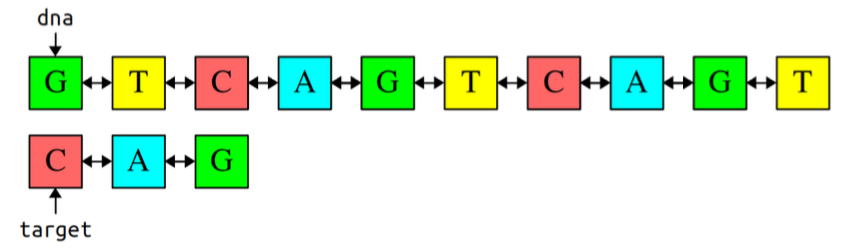 dna
G T C A G T C A G T
C A G
target